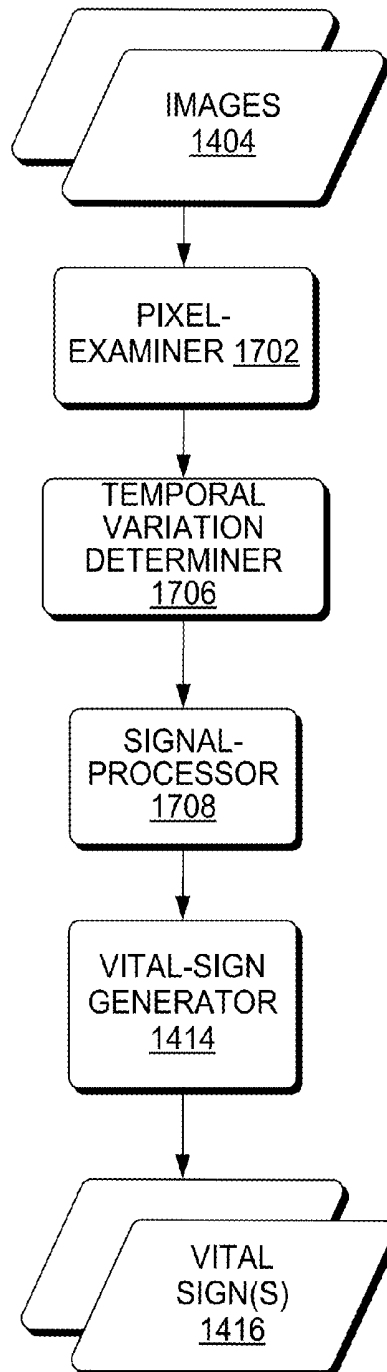 IMAGES
1404
PIXEL-
EXAMINER 1702
TEMPORAL
VARIATION
DETERMINER
1706
SIGNAL-
PROCESSOR
1708
VITAL-SIGN
GENERATOR
1414
VITAL
SIGN(S)
1416